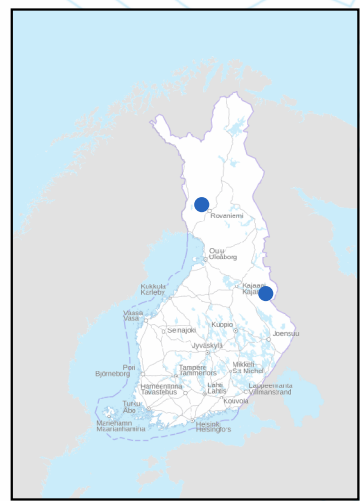 Rovaniemi
Oulu
Uleåborg
Kajaani
Kajana
Kokkola
Karleby
Vaasa
Vasa
Seinäjoki
Kuopio
Joensuu
Jyväskylä
Pori
Björneborg
Tampere
Tammerfors
Mikkeli
S:t Michel
Hämeenlinna
Tavastehus
Lahti
Lahtis
Lappeenranta
Villmanstrand
Kouvola
Turku
Åbo
Mariehamn
Maarianhamina
Helsinki
Helsingfors